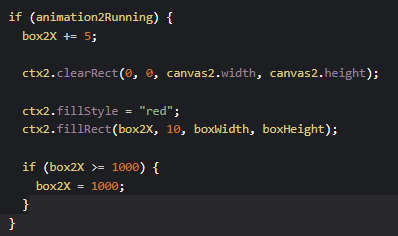 if (animation2Running) {
box2X += 5;
ctx2.clearRect(0, 0, canvas2.width, canvas2.height);
ctx2.fillStyle = "red";
ctx2.fillRect(box2X, 10, boxWidth, boxHeight);
if (box2X >= 1000) {
box2X = 1000;
}
}